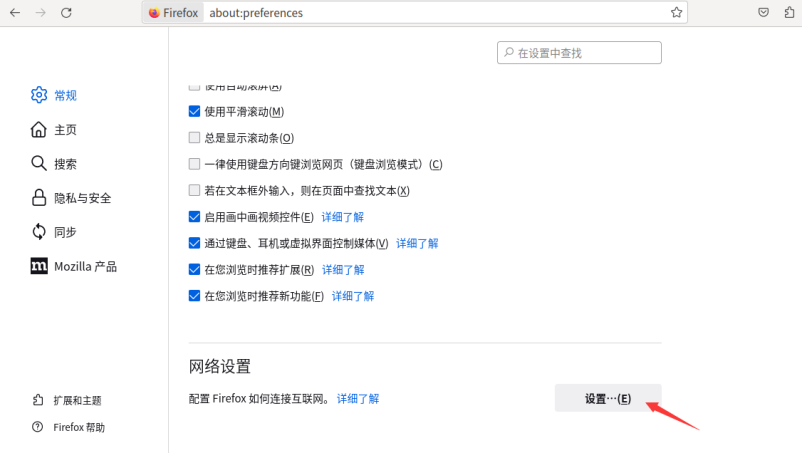 Firefox about:preferences
在设置中查找
常规
主页
搜索
隐私与安全
同步
Mozilla 产品
扩展和主题
Firefox 帮助
使用自动滚屏(A)
使用平滑滚动(M)
总是显示滚动条(O)
一律使用键盘方向键浏览网页（键盘浏览模式）(C)
若在文本框外输入，则在页面中查找文本(X)
启用画中画视频控件(E) 详细了解
通过键盘、耳机或虚拟界面控制媒体(V) 详细了解
在您浏览时推荐扩展(R) 详细了解
在您浏览时推荐新功能(F) 详细了解
网络设置
配置 Firefox 如何连接互联网。 详细了解
设置…(E)